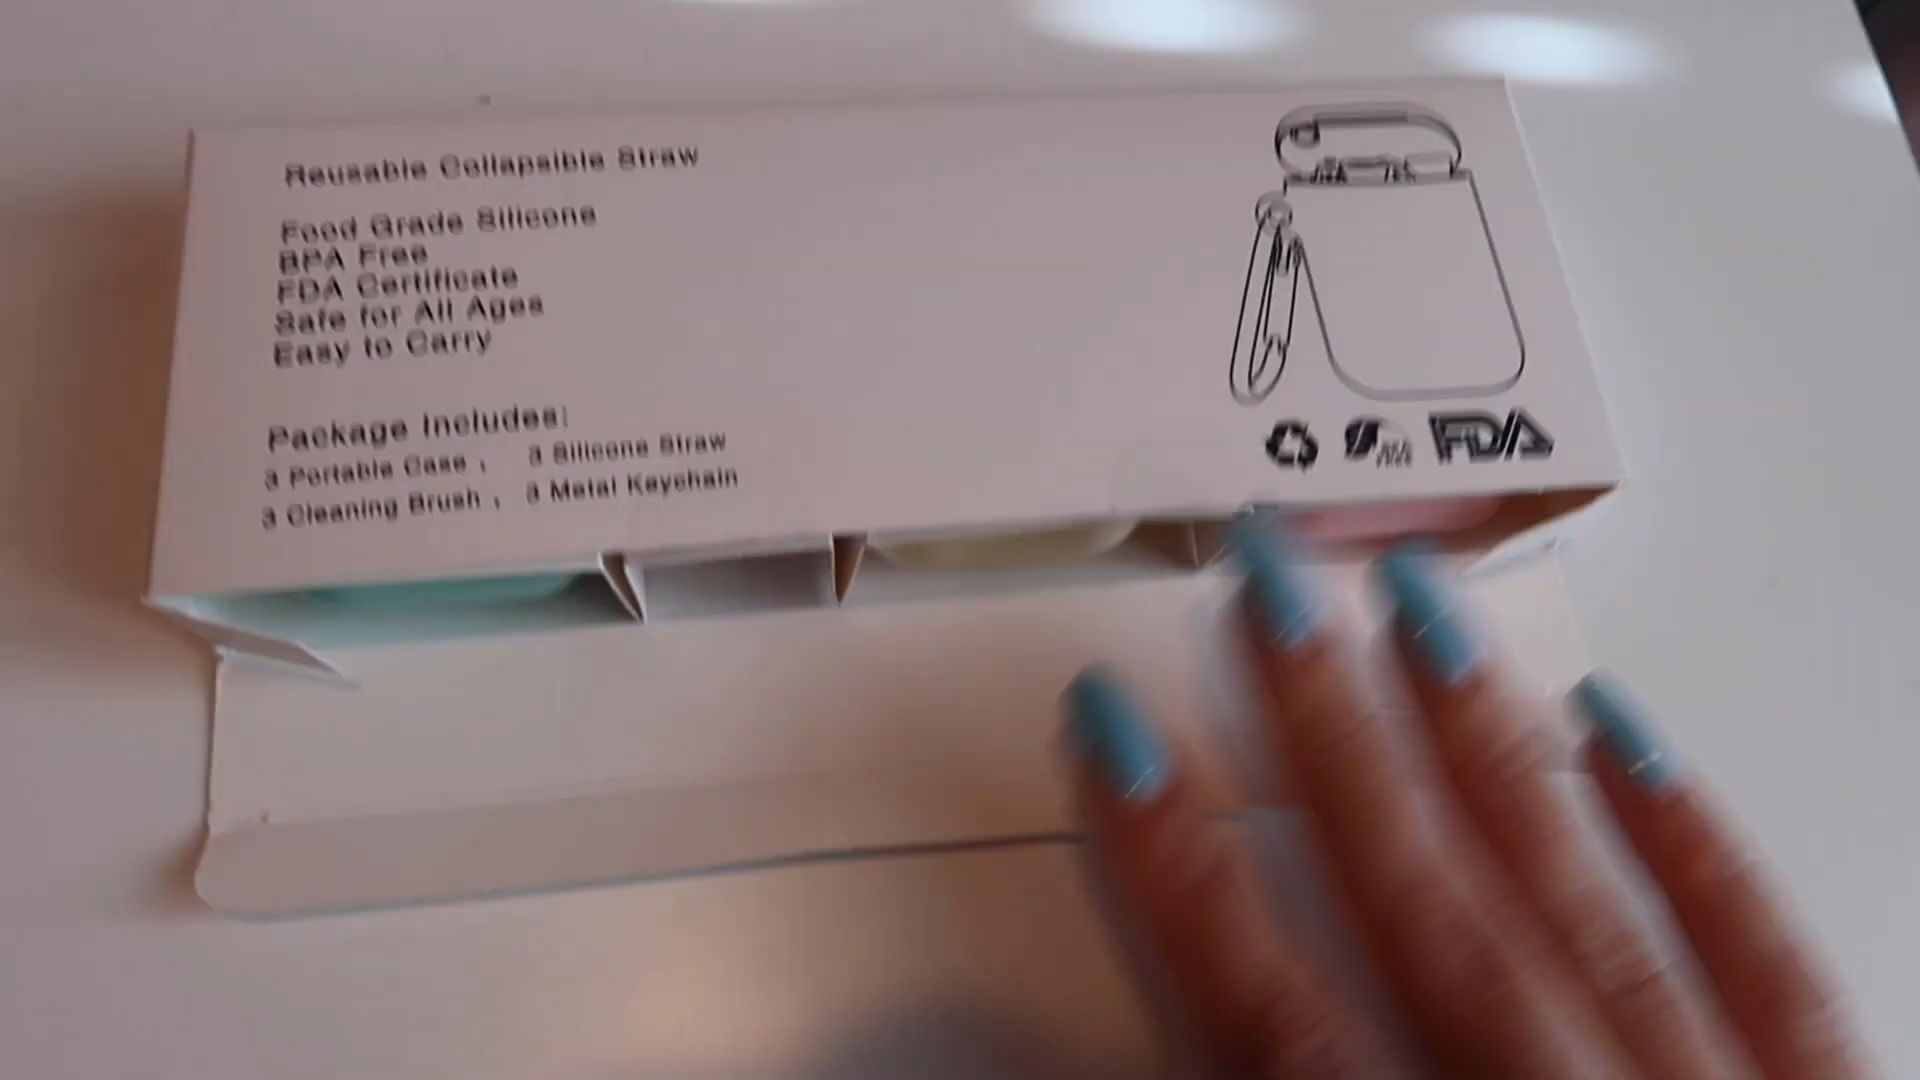 Reusable Collapsible Straw
Food Grade Silicone
BPA Free
FDA Certificate
Safe for All Ages
Easy to Carry
Package Includes:
3 Portable Case , 3 Silicone Straw
3 Cleaning Brush , 3 Metal Keychain
FDA